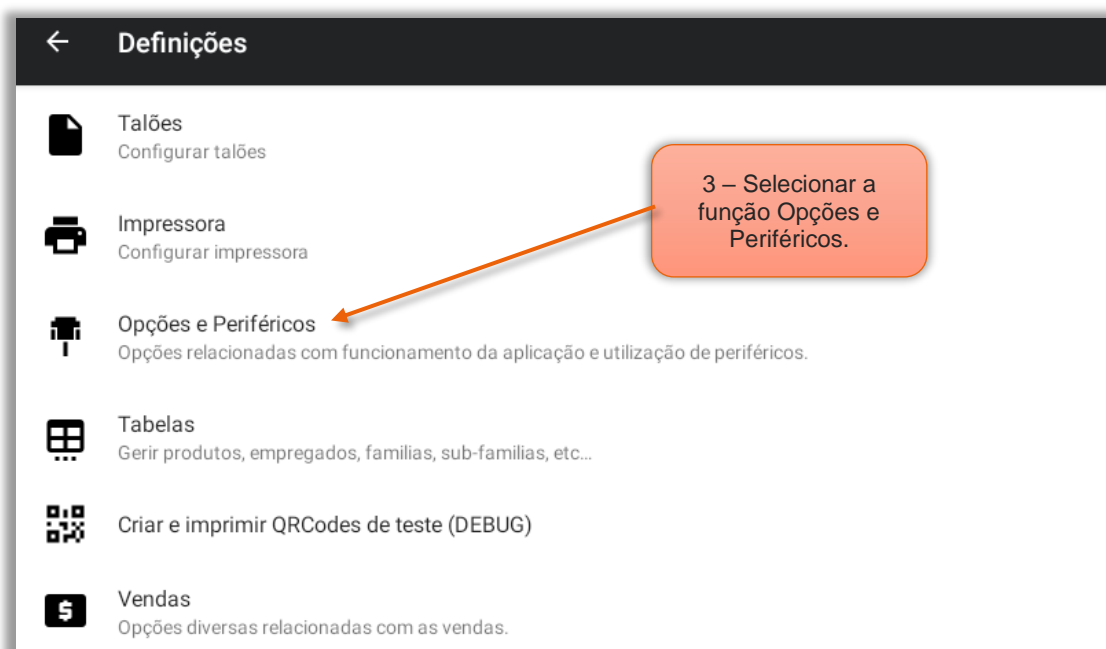 Definições
Talões
Configurar talões
3 – Selecionar a
função Opções e
Periféricos.
Impressora
Configurar impressora
Opções e Periféricos
Opções relacionadas com funcionamento da aplicação e utilização de periféricos.
Tabelas
Gerir produtos, empregados, familias, sub-familias, etc...
Criar e imprimir QRCodes de teste (DEBUG)
Vendas
Opções diversas relacionadas com as vendas.